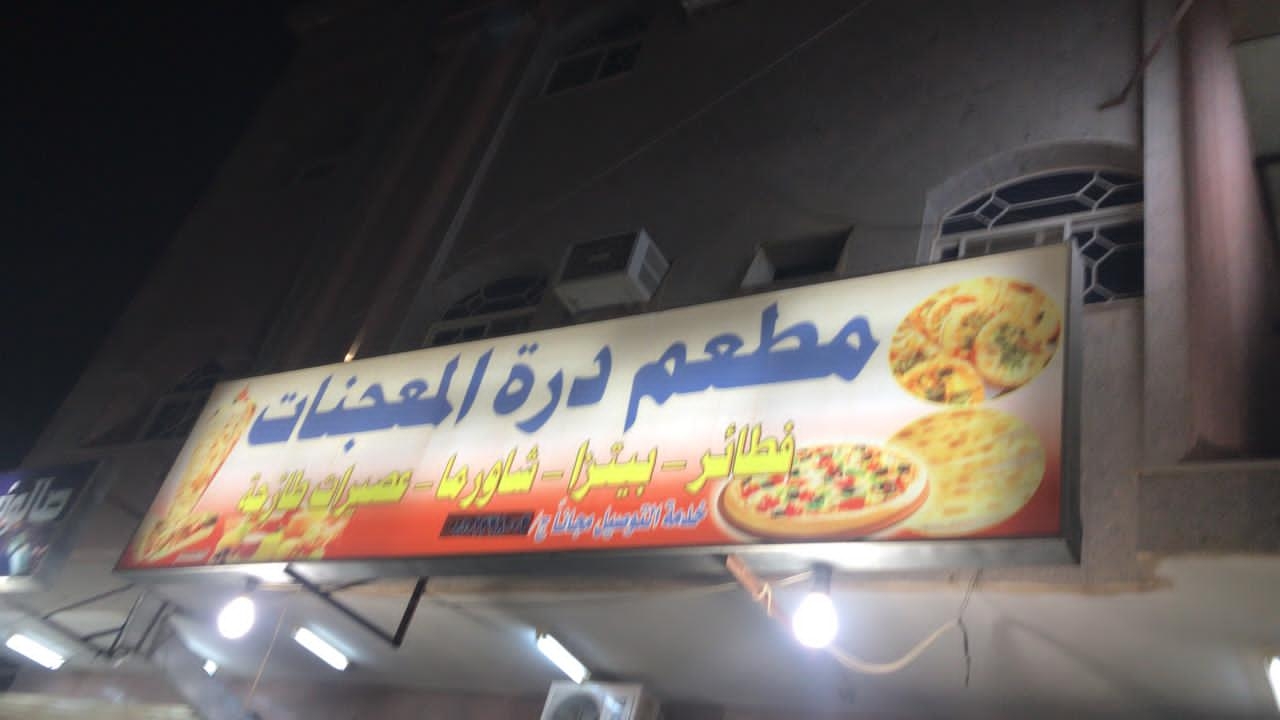 مطعم درة المعجنات
فطائر - بيتزا - شاورما - عصيرات طازجة
خدمة التوصيل مجاناً ج/